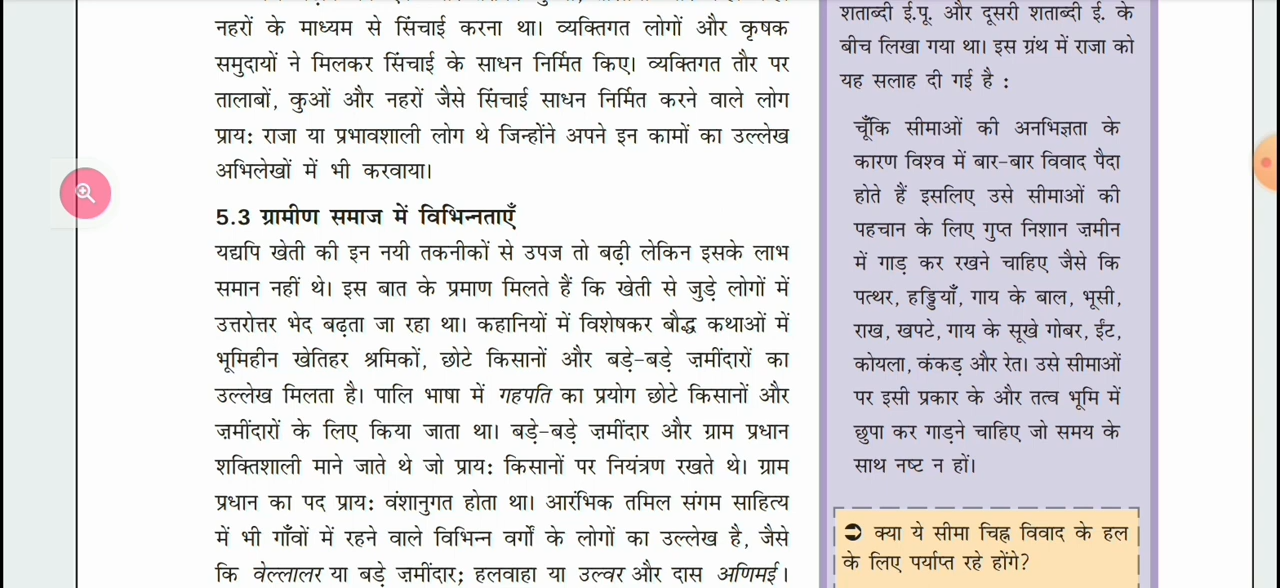 नहरों के माध्यम से सिंचाई करना था। व्यक्तिगत लोगों और कृषक
समुदायों ने मिलकर सिंचाई के साधन निर्मित किए। व्यक्तिगत तौर पर
तालाबों, कुओं और नहरों जैसे सिंचाई साधन निर्मित करने वाले लोग
प्राय: राजा या प्रभावशाली लोग थे जिन्होंने अपने इन कामों का उल्लेख
अभिलेखों में भी करवाया।
5.3 ग्रामीण समाज में विभिन्नताएँ
यद्यपि खेती की इन नयी तकनीकों से उपज तो बढ़ी लेकिन इसके लाभ
समान नहीं थे। इस बात के प्रमाण मिलते हैं कि खेती से जुड़े लोगों में
उत्तरोत्तर भेद बढ़ता जा रहा था। कहानियों में विशेषकर बौद्ध कथाओं में
भूमिहीन खेतिहर श्रमिकों, छोटे किसानों और बड़े-बड़े ज़मींदारों का
उल्लेख मिलता है। पालि भाषा में गहपति का प्रयोग छोटे किसानों और
ज़मींदारों के लिए किया जाता था। बड़े-बड़े ज़मींदार और ग्राम प्रधान
शक्तिशाली माने जाते थे जो प्राय: किसानों पर नियंत्रण रखते थे। ग्राम
प्रधान का पद प्राय: वंशानुगत होता था। आरंभिक तमिल संगम साहित्य
में भी गाँवों में रहने वाले विभिन्न वर्गों के लोगों का उल्लेख है, जैसे
कि वेल्लालर या बड़े ज़मींदार; हलवाहा या उल्वर और दास अणिमई।
शताब्दी ई.पू. और दूसरी शताब्दी ई. के
बीच लिखा गया था। इस ग्रंथ में राजा को
यह सलाह दी गई है :
चूँकि सीमाओं की अनभिज्ञता के
कारण विश्व में बार-बार विवाद पैदा
होते हैं इसलिए उसे सीमाओं की
पहचान के लिए गुप्त निशान ज़मीन
में गाड़ कर रखने चाहिए जैसे कि
पत्थर, हड्डियाँ, गाय के बाल, भूसी,
राख, खपटे, गाय के सूखे गोबर, ईंट,
कोयला, कंकड़ और रेत। उसे सीमाओं
पर इसी प्रकार के और तत्व भूमि में
छुपा कर गाड़ने चाहिए जो समय के
साथ नष्ट न हों।
➲ क्या ये सीमा चिह्न विवाद के हल
के लिए पर्याप्त रहे होंगे?